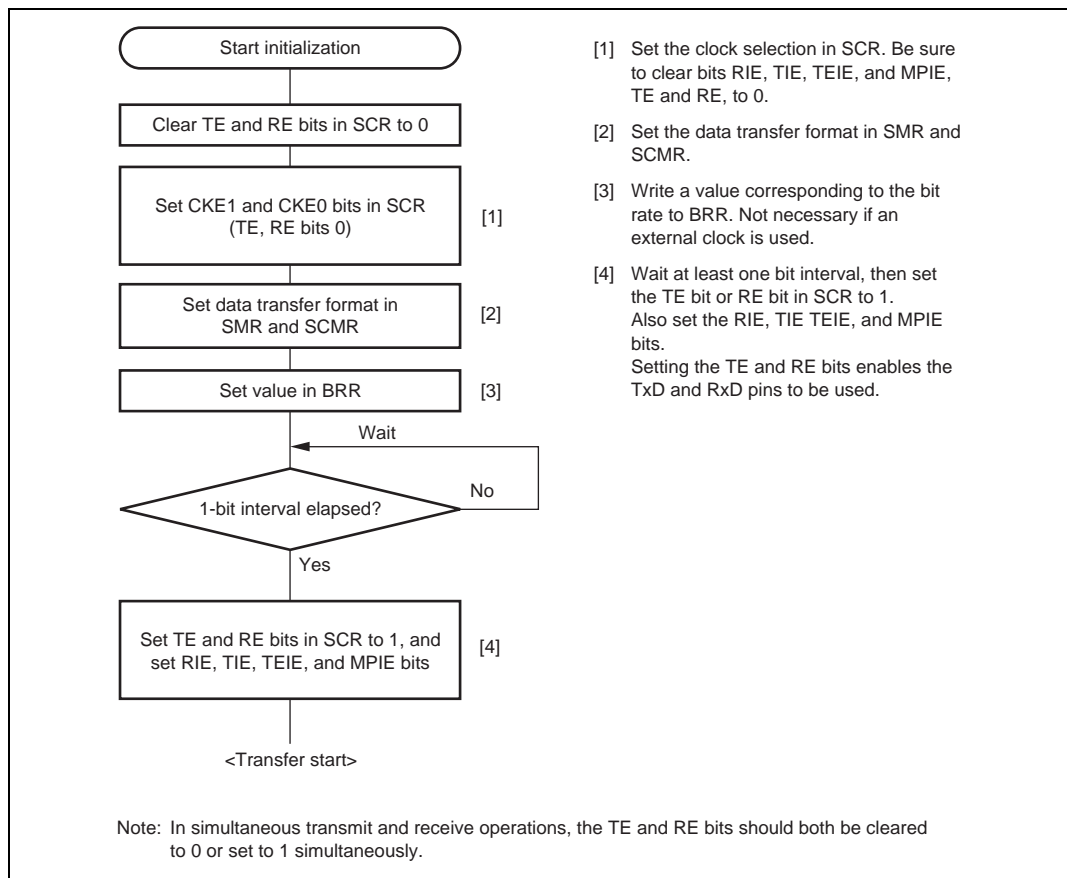 Start initialization
Clear TE and RE bits in SCR to 0
Set CKE1 and CKE0 bits in SCR
(TE, RE bits 0)
[1]
Set data transfer format in
SMR and SCMR
[2]
Set value in BRR
[3]
Wait
No
1-bit interval elapsed?
Yes
Set TE and RE bits in SCR to 1, and
set RIE, TIE, TEIE, and MPIE bits
[4]
<Transfer start>
[1] Set the clock selection in SCR. Be sure
to clear bits RIE, TIE, TEIE, and MPIE,
TE and RE, to 0.
[2] Set the data transfer format in SMR and
SCMR.
[3] Write a value corresponding to the bit
rate to BRR. Not necessary if an
external clock is used.
[4] Wait at least one bit interval, then set
the TE bit or RE bit in SCR to 1.
Also set the RIE, TIE TEIE, and MPIE
bits.
Setting the TE and RE bits enables the
TxD and RxD pins to be used.
Note: In simultaneous transmit and receive operations, the TE and RE bits should both be cleared
to 0 or set to 1 simultaneously.